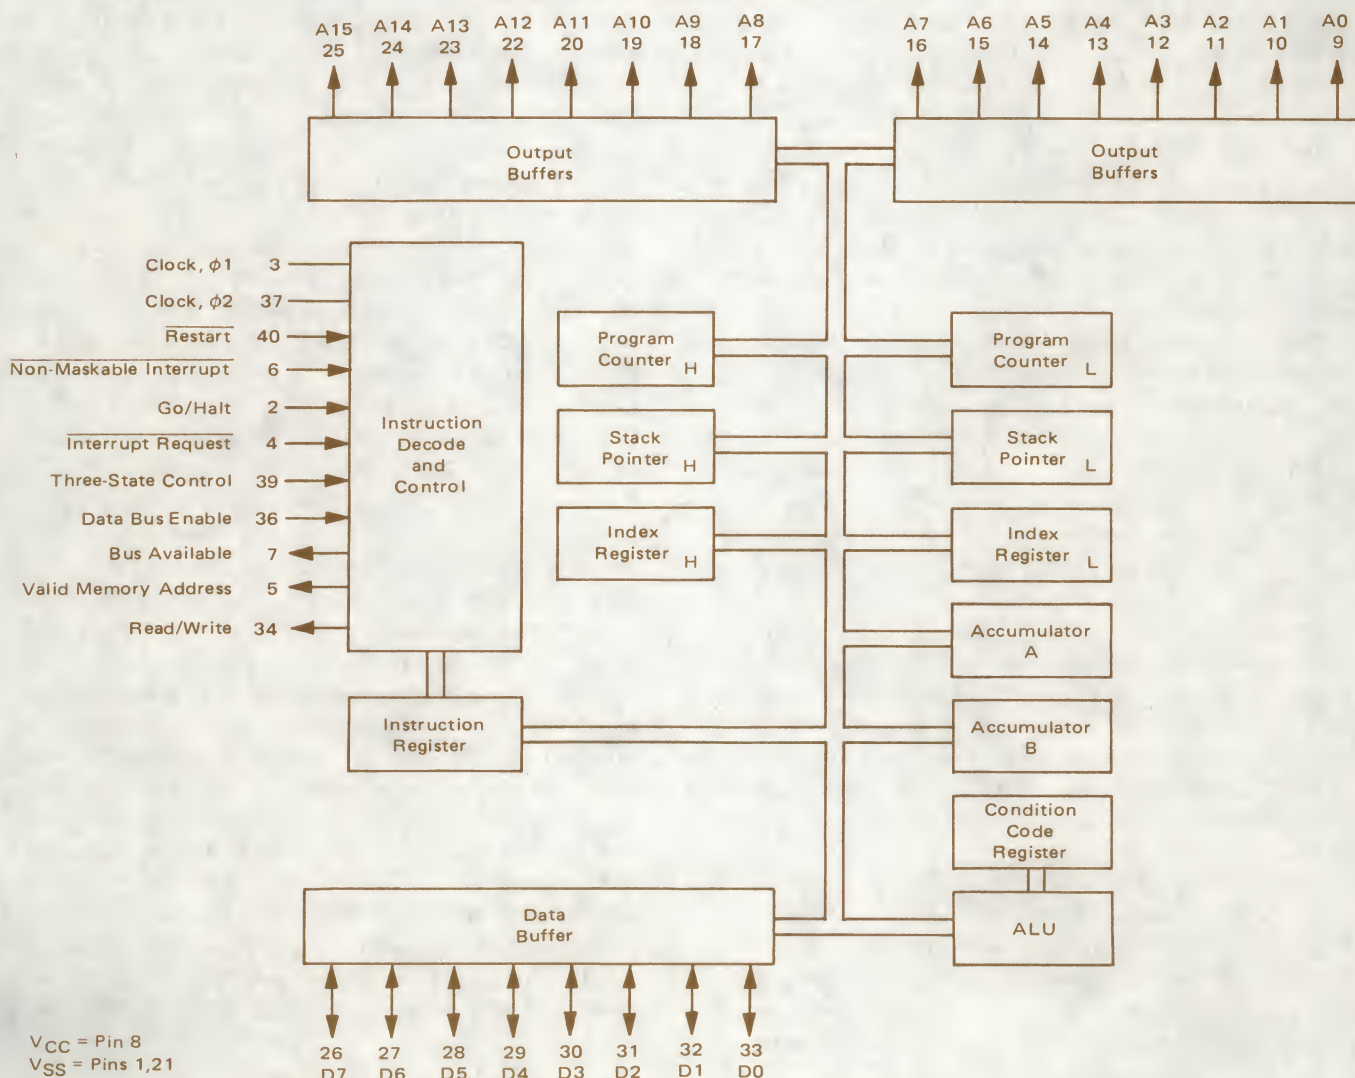 A15 A14 A13 A12 A11 A10 A9 A8 A7 A6 A5 A4 A3 A2 A1 A0
25 24 23 22 20 19 18 17 16 15 14 13 12 11 10 9
Output
Buffers
Output
Buffers
Clock, ϕ1 3
Clock, ϕ2 37
Restart 40
Non-Maskable Interrupt 6
Go/Halt 2
Interrupt Request 4
Three-State Control 39
Data Bus Enable 36
Bus Available 7
Valid Memory Address 5
Read/Write 34
Instruction
Decode
and
Control
Program
Counter H
Program
Counter L
Stack
Pointer H
Stack
Pointer L
Index
Register H
Index
Register L
Accumulator
A
Instruction
Register
Accumulator
B
Condition
Code
Register
Data
Buffer
ALU
26 27 28 29 30 31 32 33
D7 D6 D5 D4 D3 D2 D1 D0
VCC = Pin 8
VSS = Pins 1,21